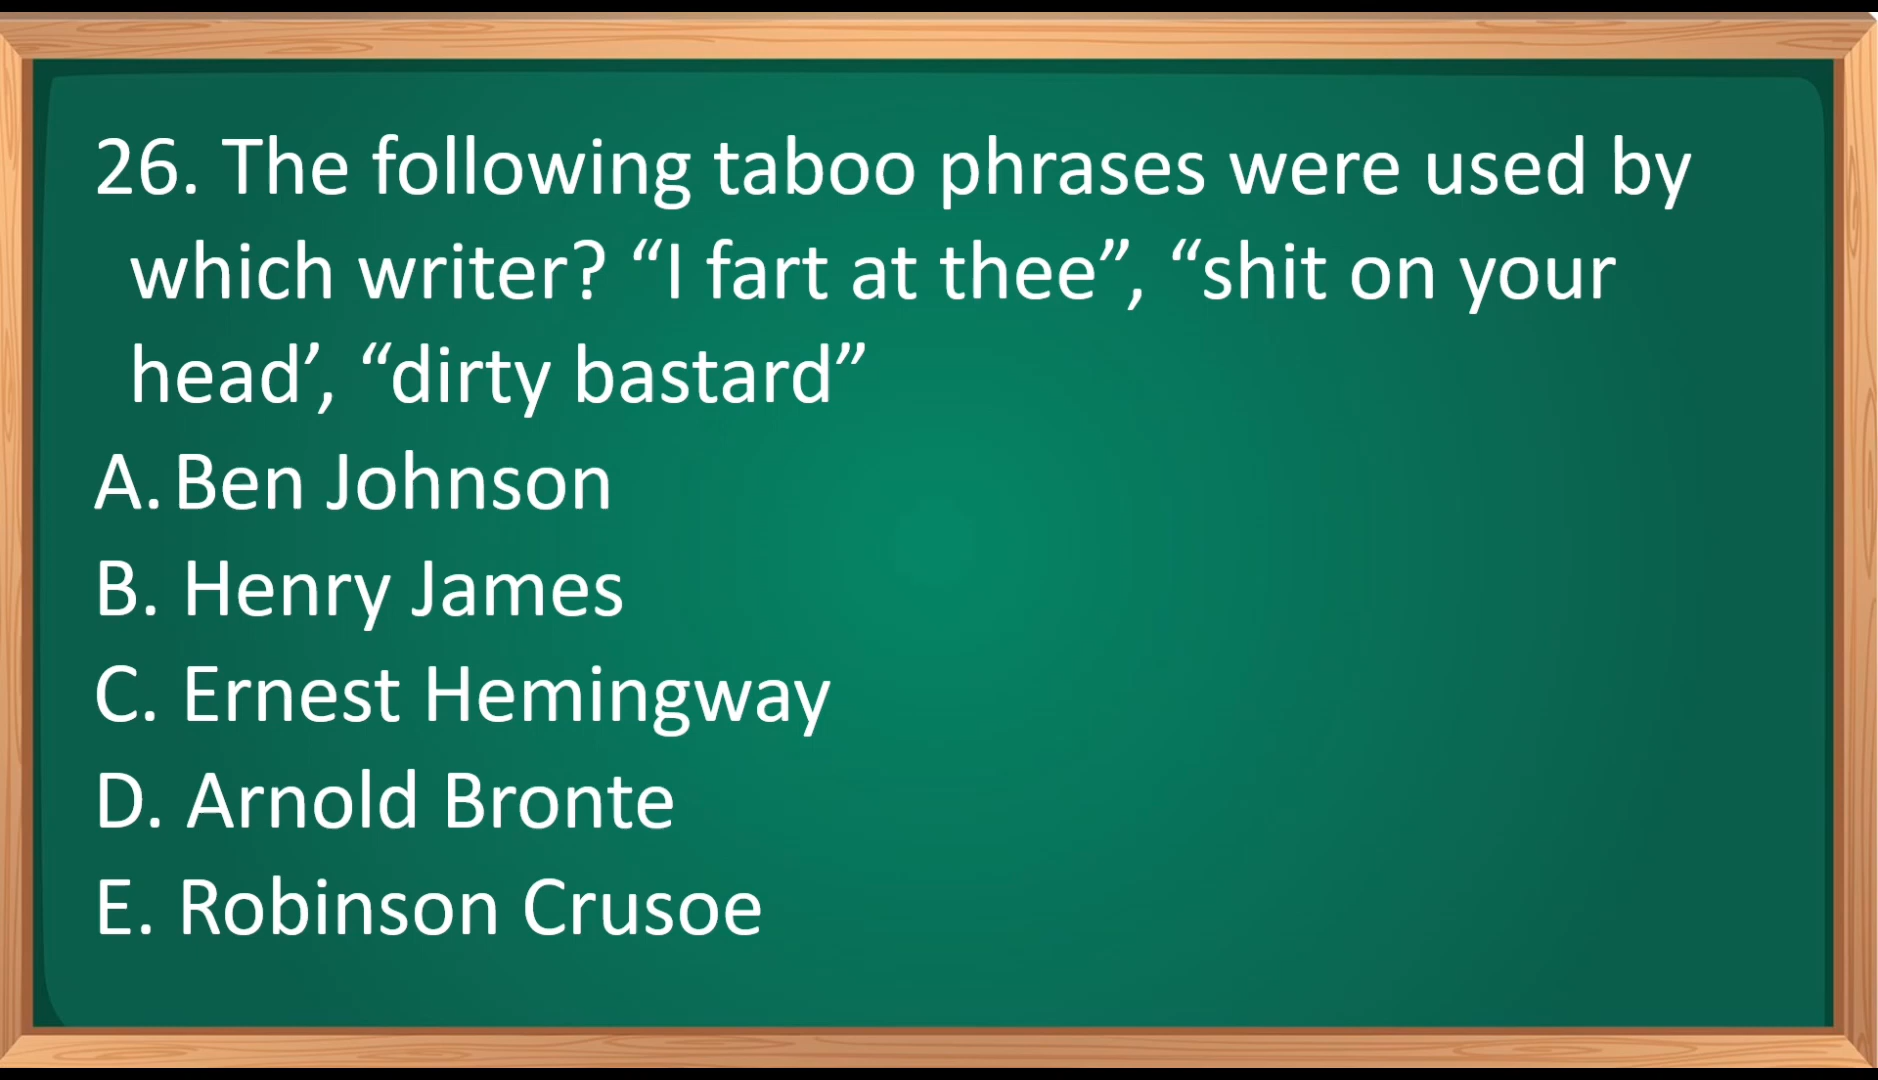 26. The following taboo phrases were used by
which writer? “I fart at thee”, “shit on your
head’, “dirty bastard”
A. Ben Johnson
B. Henry James
C. Ernest Hemingway
D. Arnold Bronte
E. Robinson Crusoe